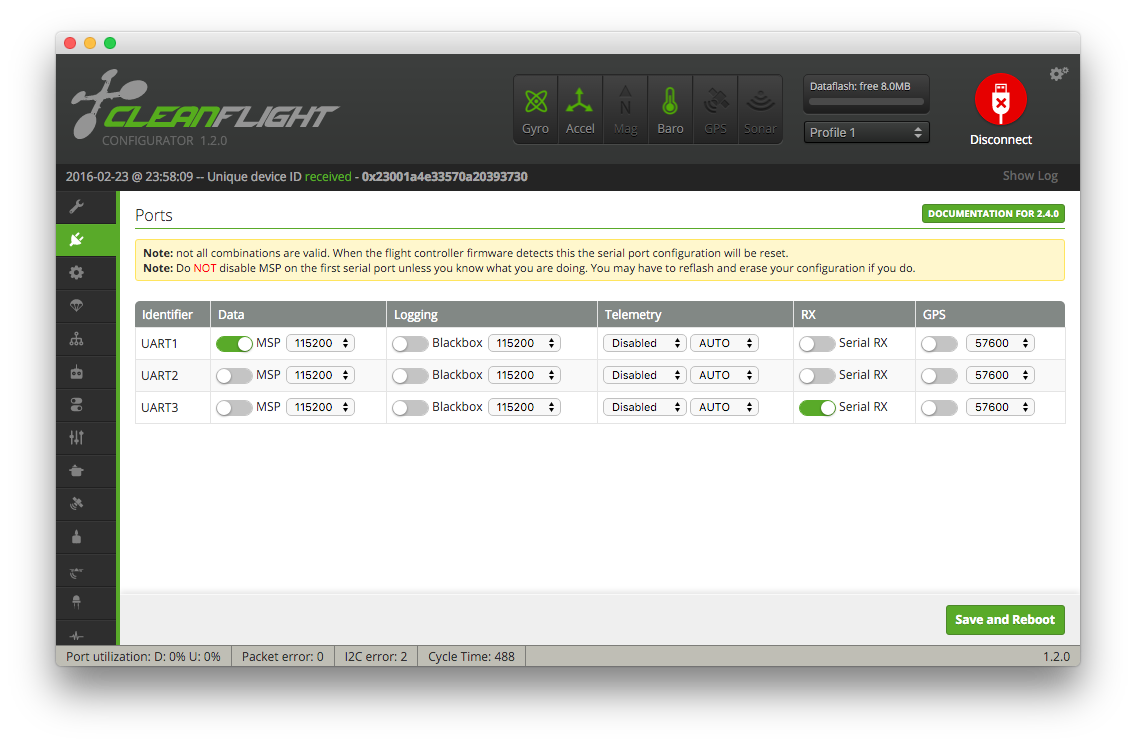 CLEANFLIGHT
CONFIGURATOR 1.2.0
Gyro Accel Mag Baro GPS Sonar
Dataflash: free 8.0MB
Profile 1
Disconnect
2016-02-23 @ 23:58:09 -- Unique device ID received - 0x23001a4e33570a20393730
Show Log
Ports
DOCUMENTATION FOR 2.4.0
Note: not all combinations are valid. When the flight controller firmware detects this the serial port configuration will be reset.
Note: Do NOT disable MSP on the first serial port unless you know what you are doing. You may have to reflash and erase your configuration if you do.
Identifier Data Logging Telemetry RX GPS
UART1 MSP 115200 Blackbox 115200 Disabled AUTO Serial RX 57600
UART2 MSP 115200 Blackbox 115200 Disabled AUTO Serial RX 57600
UART3 MSP 115200 Blackbox 115200 Disabled AUTO Serial RX 57600
Save and Reboot
Port utilization: D: 0% U: 0% Packet error: 0 I2C error: 2 Cycle Time: 488 1.2.0